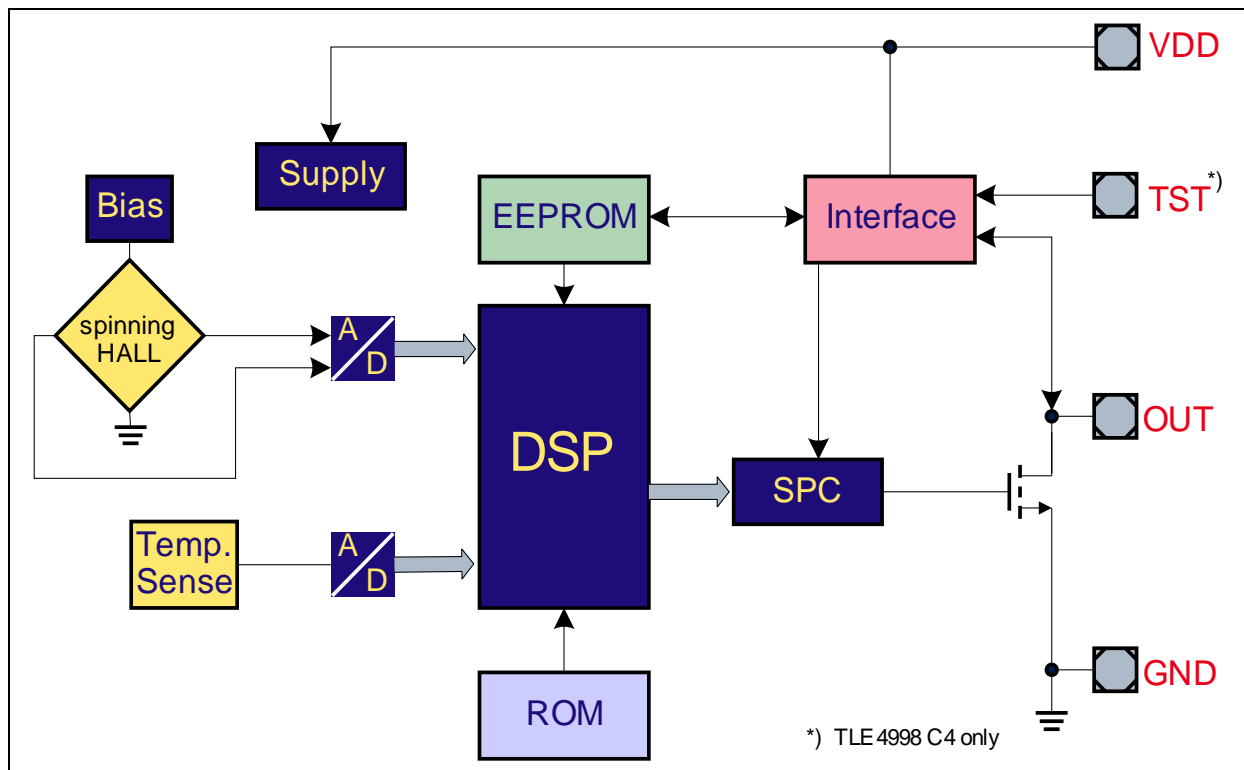 VDD
Supply
Bias
EEPROM
Interface
TST*)
spinning
HALL
A
D
DSP
OUT
SPC
Temp.
Sense
A
D
GND
ROM
*) TLE 4998 C4 only